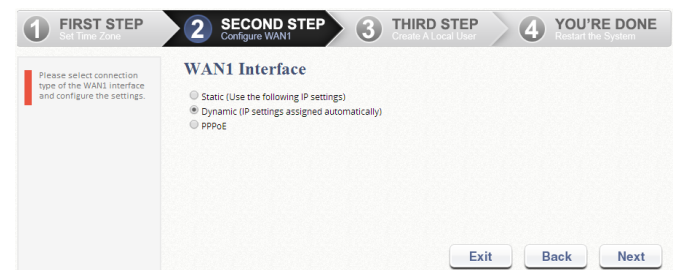 1 FIRST STEP
Set Time Zone
2 SECOND STEP
Configure WAN1
3 THIRD STEP
Create A Local User
4 YOU'RE DONE
Restart the System
Please select connection
type of the WAN1 interface
and configure the settings.
WAN1 Interface
Static (Use the following IP settings)
Dynamic (IP settings assigned automatically)
PPPoE
Exit Back Next